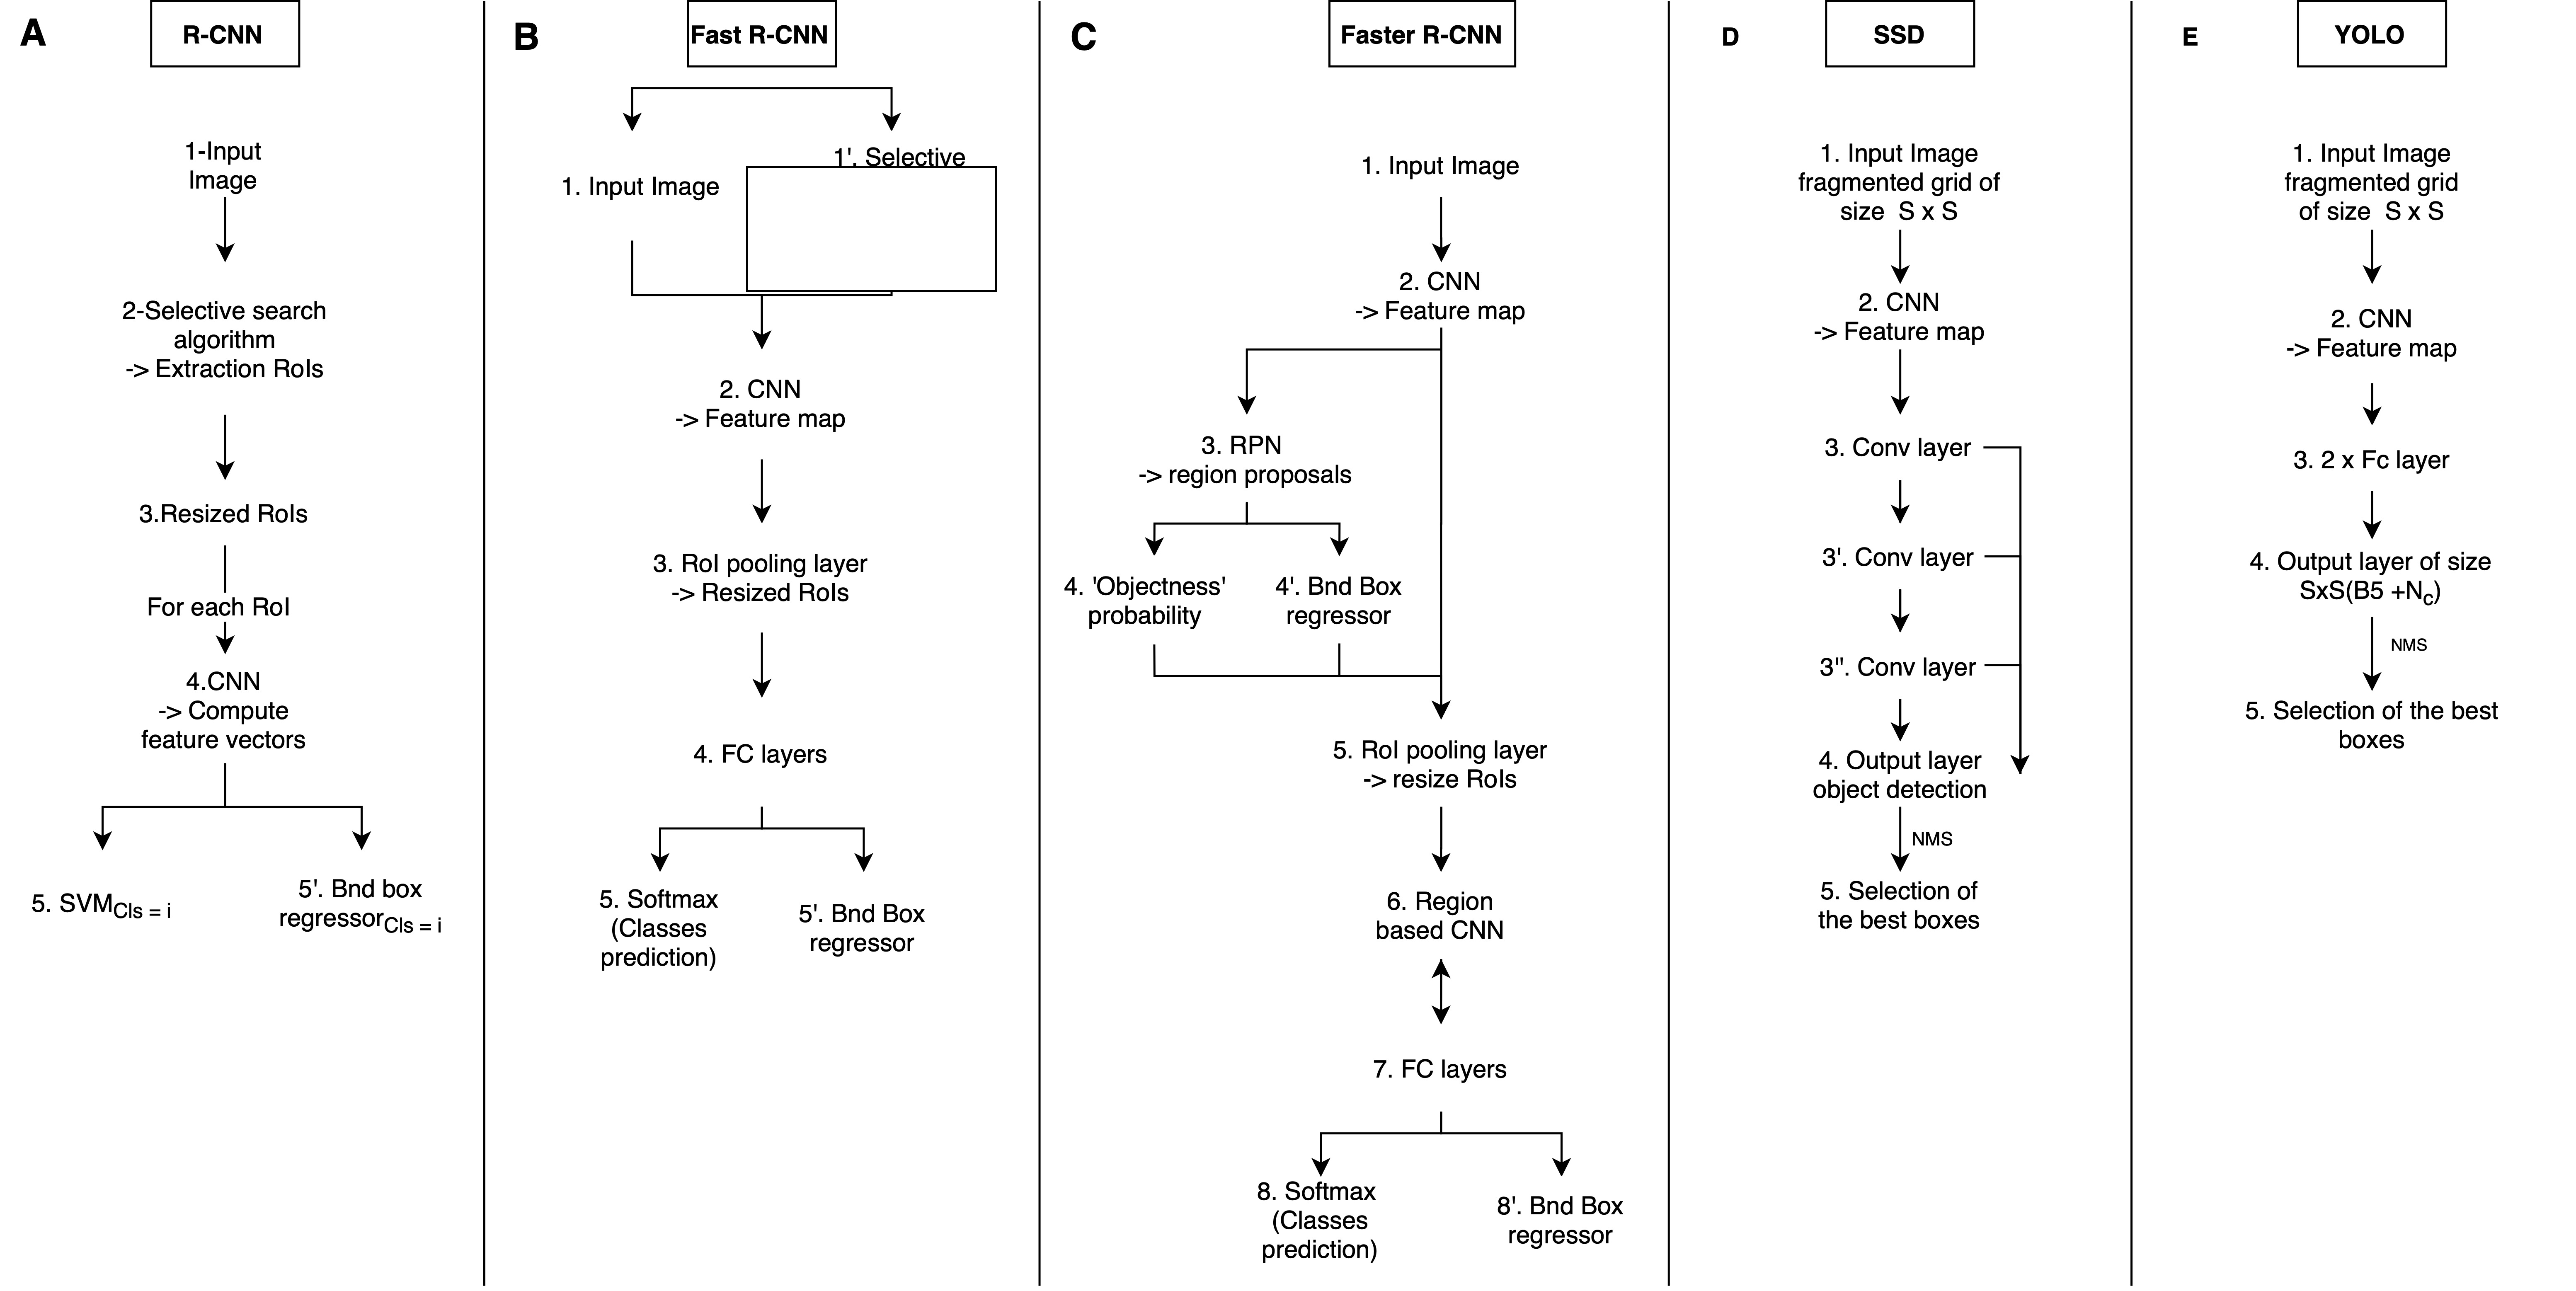 A
R-CNN
1-Input
Image
2-Selective search
algorithm
-> Extraction RoIs
3.Resized RoIs
For each RoI
4.CNN
-> Compute
feature vectors
5. SVMCls = i
5'. Bnd box
regressorCls = i
B
Fast R-CNN
1. Input Image
1'. Selective
2. CNN
-> Feature map
3. RoI pooling layer
-> Resized RoIs
4. FC layers
5. Softmax
(Classes
prediction)
5'. Bnd Box
regressor
C
Faster R-CNN
1. Input Image
2. CNN
-> Feature map
3. RPN
-> region proposals
4. 'Objectness'
probability
4'. Bnd Box
regressor
5. RoI pooling layer
-> resize RoIs
6. Region
based CNN
7. FC layers
8. Softmax
(Classes
prediction)
8'. Bnd Box
regressor
D
SSD
1. Input Image
fragmented grid of
size S x S
2. CNN
-> Feature map
3. Conv layer
3'. Conv layer
3". Conv layer
4. Output layer
object detection
NMS
5. Selection of
the best boxes
E
YOLO
1. Input Image
fragmented grid
of size S x S
2. CNN
-> Feature map
3. 2 x Fc layer
4. Output layer of size
SxS(B5 +Nc)
NMS
5. Selection of the best
boxes